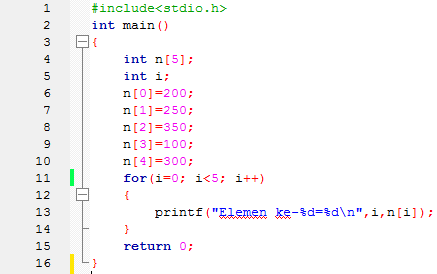 1 #include<stdio.h>
2 int main()
3 {
4 int n[5];
5 int i;
6 n[0]=200;
7 n[1]=250;
8 n[2]=350;
9 n[3]=100;
10 n[4]=300;
11 for(i=0; i<5; i++)
12 {
13 printf("Elemen ke-%d=%d\n",i,n[i]);
14 }
15 return 0;
16 }